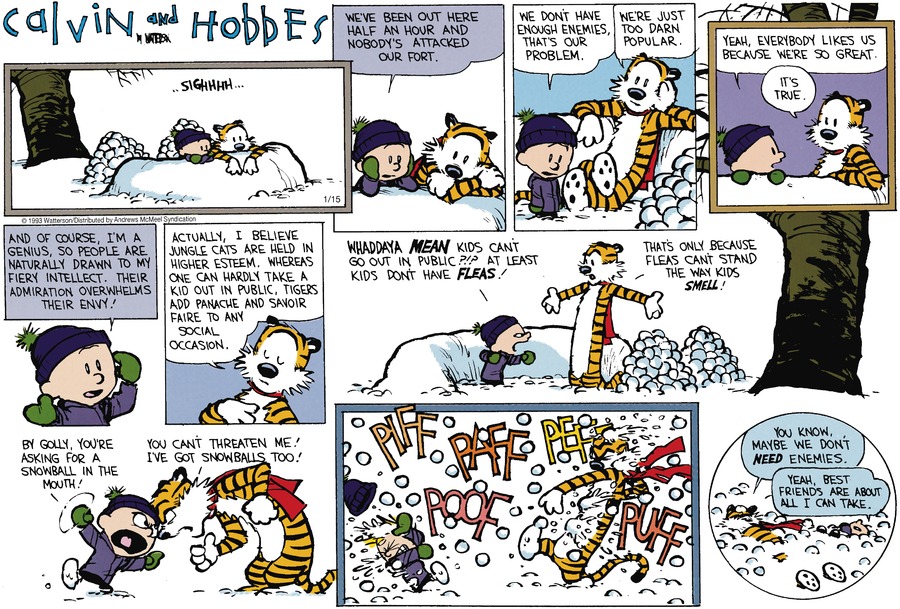 Calvin and Hobbes
BY WATTERSON
..SIGHHHH...
1/15
© 1993 Watterson/Distributed by Andrews McMeel Syndication
WE'VE BEEN OUT HERE
HALF AN HOUR AND
NOBODY'S ATTACKED
OUR FORT.
WE DON'T HAVE
ENOUGH ENEMIES,
THAT'S OUR
PROBLEM.
WE'RE JUST
TOO DARN
POPULAR.
YEAH, EVERYBODY LIKES US
BECAUSE WE'RE SO GREAT.
IT'S
TRUE.
AND OF COURSE, I'M A
GENIUS, SO PEOPLE ARE
NATURALLY DRAWN TO MY
FIERY INTELLECT. THEIR
ADMIRATION OVERWHELMS
THEIR ENVY!
ACTUALLY, I BELIEVE
JUNGLE CATS ARE HELD IN
HIGHER ESTEEM. WHEREAS
ONE CAN HARDLY TAKE A
KID OUT IN PUBLIC, TIGERS
ADD PANACHE AND SAVOIR
FAIRE TO ANY
SOCIAL
OCCASION.
WHADDAYA MEAN KIDS CAN'T
GO OUT IN PUBLIC ?!? AT LEAST
KIDS DON'T HAVE FLEAS!
THAT'S ONLY BECAUSE
FLEAS CAN'T STAND
THE WAY KIDS
SMELL!
BY GOLLY, YOU'RE
ASKING FOR A
SNOWBALL IN THE
MOUTH!
YOU CAN'T THREATEN ME!
I'VE GOT SNOWBALLS TOO!
PIFF
PAFF
PEFF
POOF
PUFF
YOU KNOW,
MAYBE WE DON'T
NEED ENEMIES.
YEAH, BEST
FRIENDS ARE ABOUT
ALL I CAN TAKE.